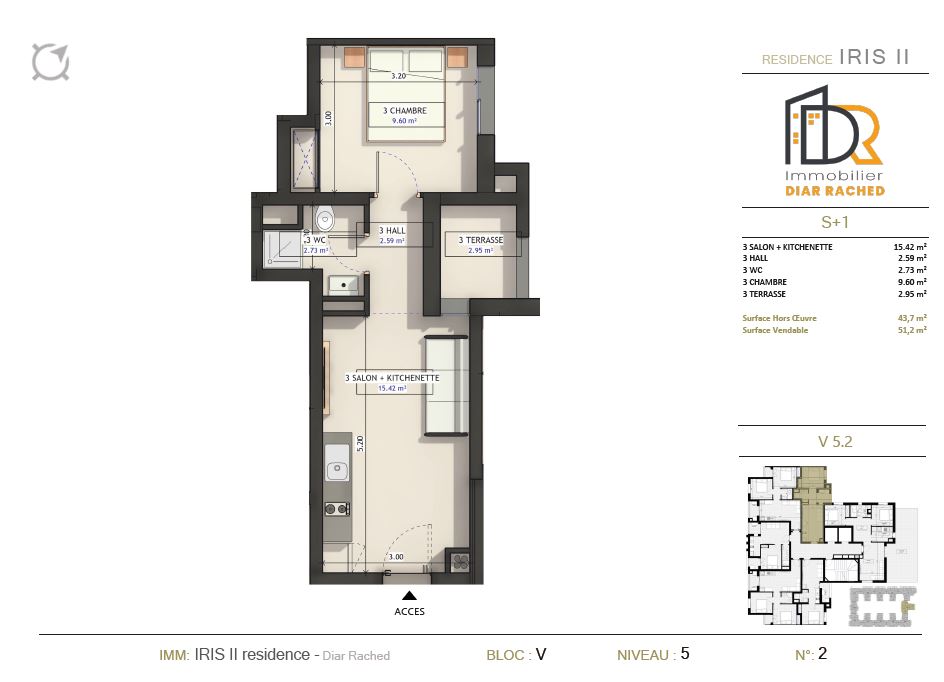 RESIDENCE IRIS II
DR
Immobilier
DIAR RACHED
S+1
3 SALON + KITCHENETTE 15.42 m²
3 HALL 2.59 m²
3 WC 2.73 m²
3 CHAMBRE 9.60 m²
3 TERRASSE 2.95 m²
Surface Hors Œuvre 43,7 m²
Surface Vendable 51,2 m²
V 5.2
3.20
3.00
3 CHAMBRE
9.60 m²
3 HALL
2.59 m²
3 WC
2.73 m²
3 TERRASSE
2.95 m²
3 SALON + KITCHENETTE
15.42 m²
5.20
3.00
ACCES
IMM: IRIS II residence - Diar Rached BLOC : V NIVEAU : 5 N°: 2